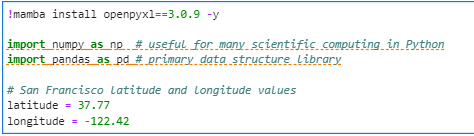 !mamba install openpyxl==3.0.9 -y
import numpy as np  # useful for many scientific computing in Python
import pandas as pd # primary data structure library
# San Francisco latitude and longitude values
latitude = 37.77
longitude = -122.42